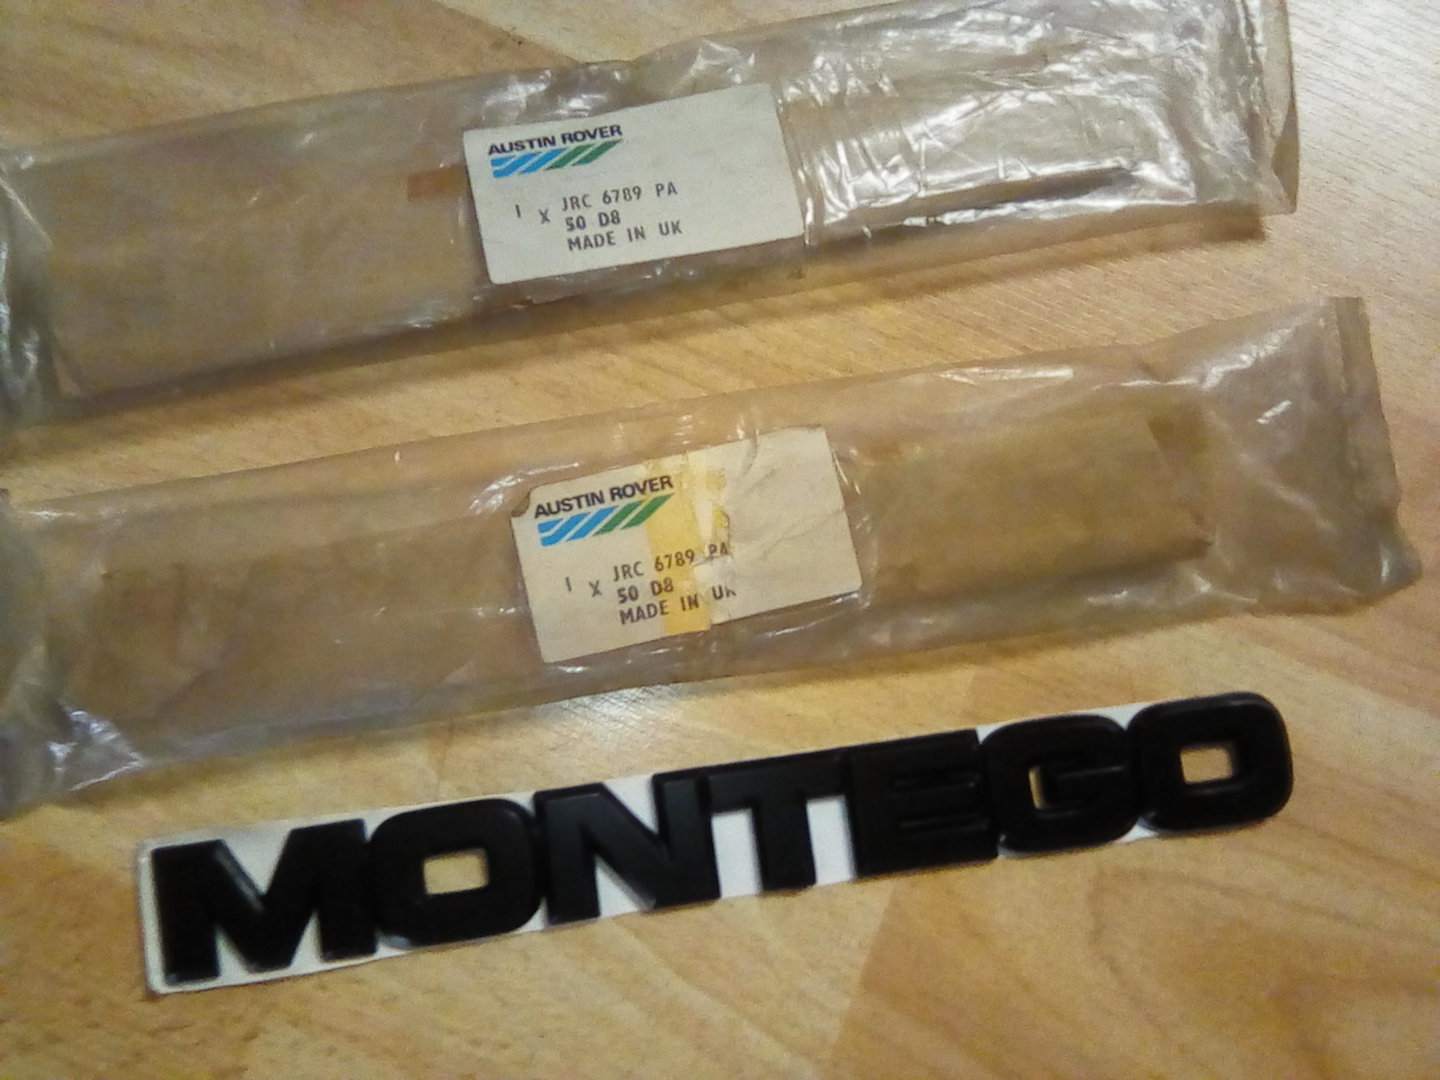 AUSTIN ROVER
1 X JRC 6789 PA
50 D8
MADE IN UK
AUSTIN ROVER
1 X JRC 6789 PA
50 D8
MADE IN UK
MONTEGO